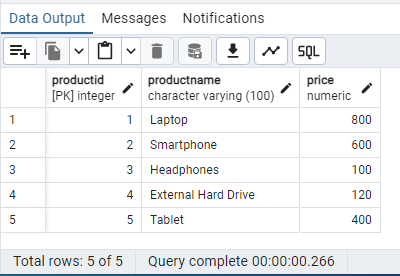 Data Output Messages Notifications
SQL
productid productname price
[PK] integer character varying (100) numeric
1 1 Laptop 800
2 2 Smartphone 600
3 3 Headphones 100
4 4 External Hard Drive 120
5 5 Tablet 400
Total rows: 5 of 5 Query complete 00:00:00.266